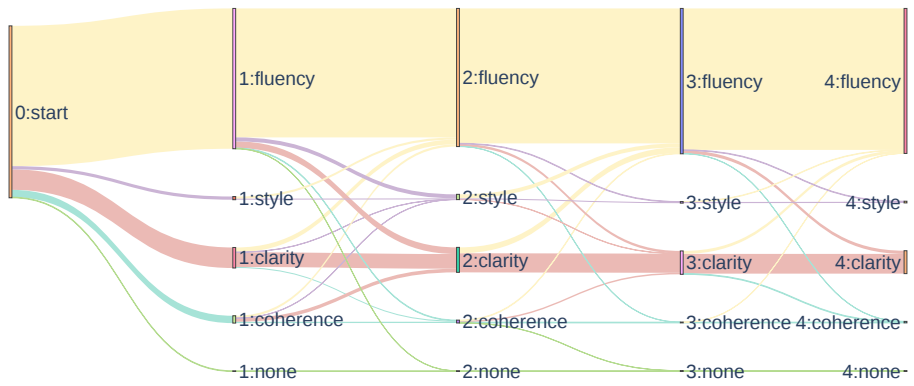 0:start
1:fluency
2:fluency
3:fluency
4:fluency
1:style
2:style
3:style
4:style
1:clarity
2:clarity
3:clarity
4:clarity
1:coherence
2:coherence
3:coherence
4:coherence
1:none
2:none
3:none
4:none